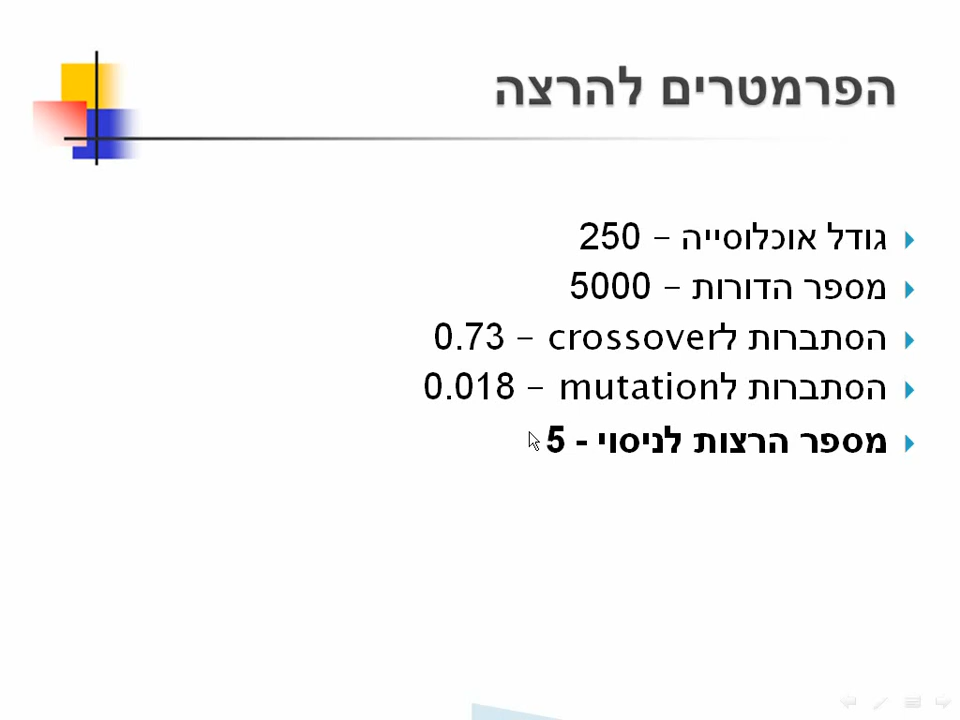 הפרמטרים להרצה
גודל אוכלוסייה – 250
מספר הדורות – 5000
הסתברות לcrossover – 0.73
הסתברות לmutation – 0.018
מספר הרצות לניסוי - 5